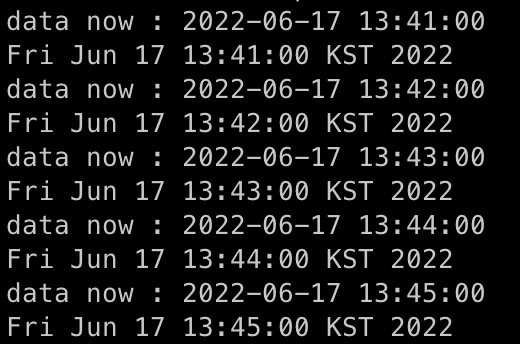 data now : 2022-06-17 13:41:00
Fri Jun 17 13:41:00 KST 2022
data now : 2022-06-17 13:42:00
Fri Jun 17 13:42:00 KST 2022
data now : 2022-06-17 13:43:00
Fri Jun 17 13:43:00 KST 2022
data now : 2022-06-17 13:44:00
Fri Jun 17 13:44:00 KST 2022
data now : 2022-06-17 13:45:00
Fri Jun 17 13:45:00 KST 2022